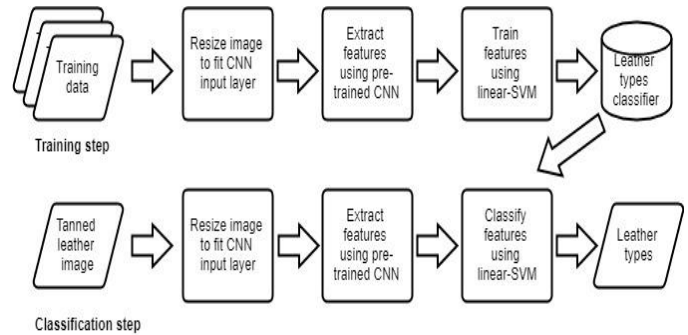 Training
data
Resize image
to fit CNN
input layer
Extract
features
using pre-
trained CNN
Train
features
using
linear-SVM
Leather
types
classifier
Training step
Tanned
leather
image
Resize image
to fit CNN
input layer
Extract
features
using pre-
trained CNN
Classify
features
using
linear-SVM
Leather
types
Classification step